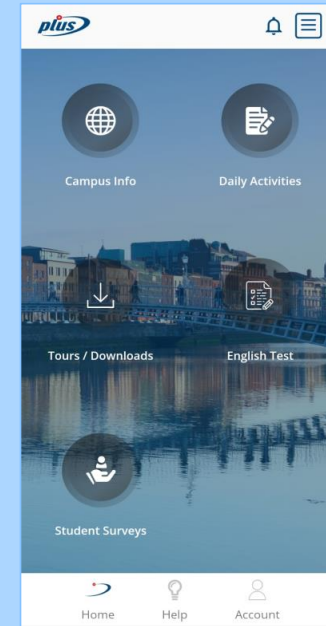 plus
Campus Info
Daily Activities
Tours / Downloads
English Test
Student Surveys
Home
Help
Account